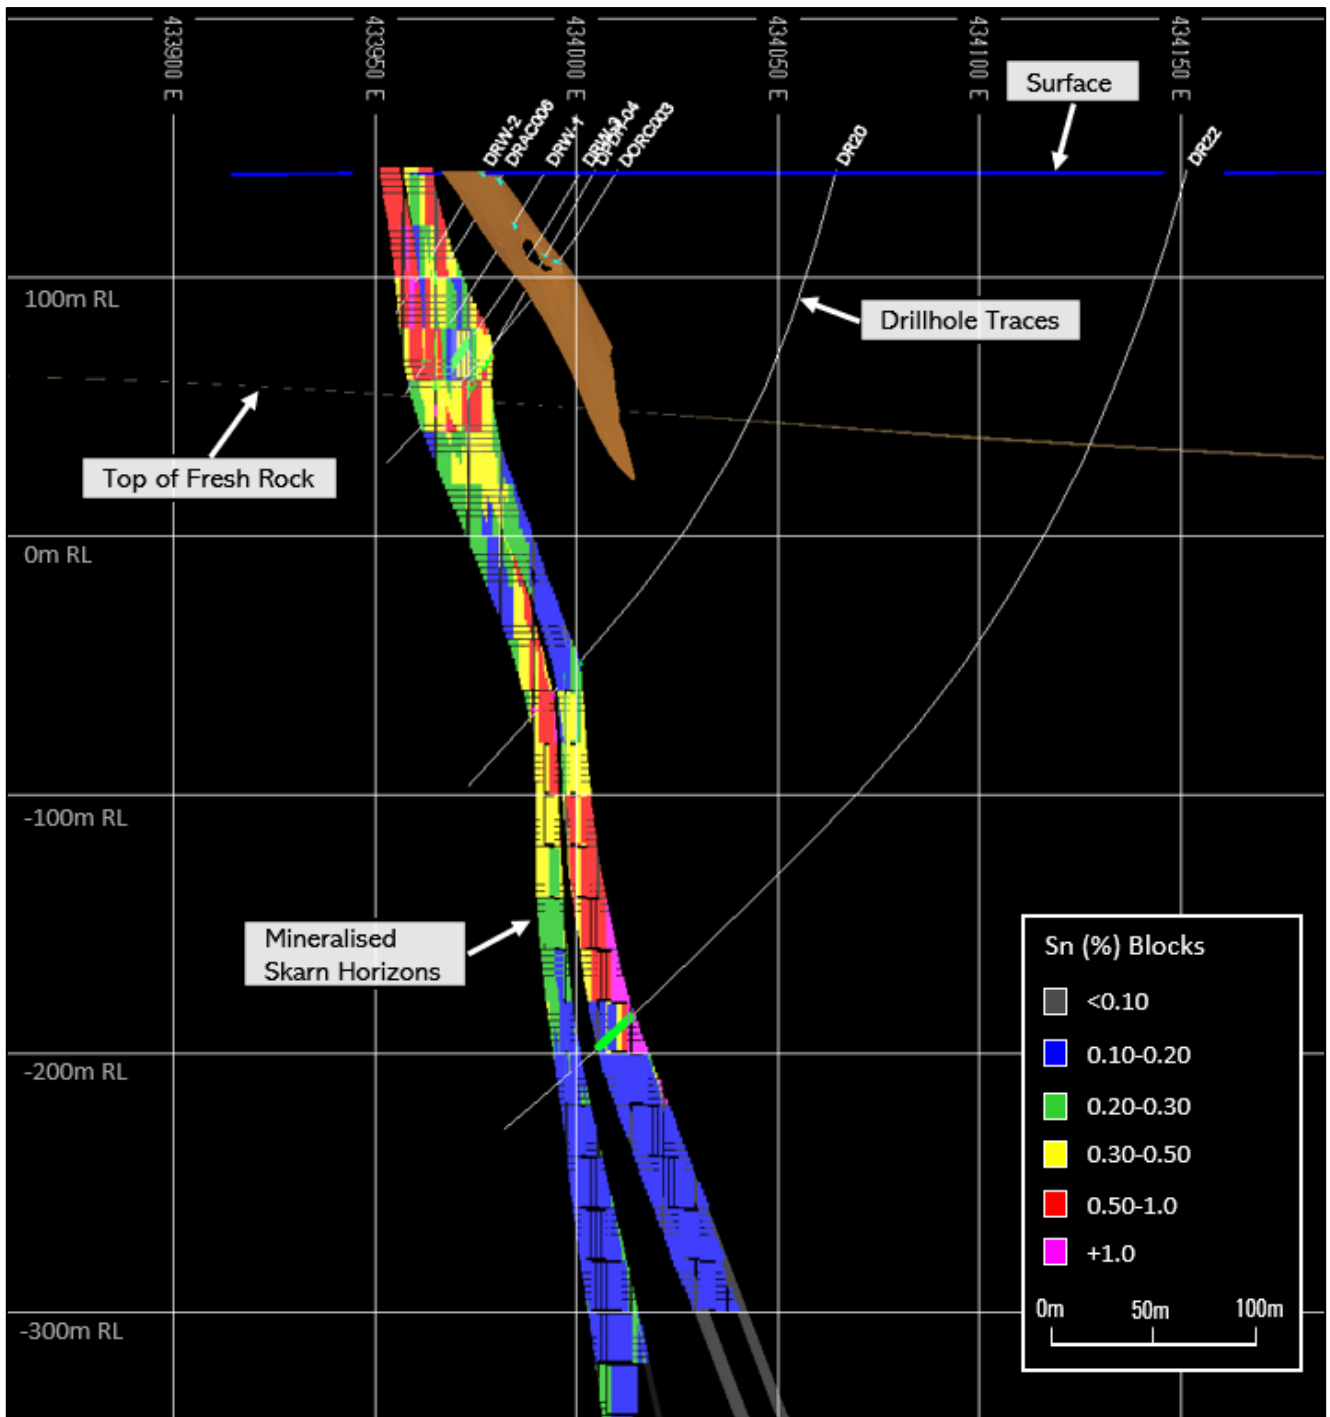 433900 E
433950 E
434000 E
434050 E
434100 E
434150 E
Surface
DRW-2
DRAC006
DRW-1
DORC003
DR20
DR22
100m RL
Drillhole Traces
Top of Fresh Rock
0m RL
-100m RL
Mineralised
Skarn Horizons
-200m RL
-300m RL
Sn (%) Blocks
<0.10
0.10-0.20
0.20-0.30
0.30-0.50
0.50-1.0
+1.0
0m 50m 100m